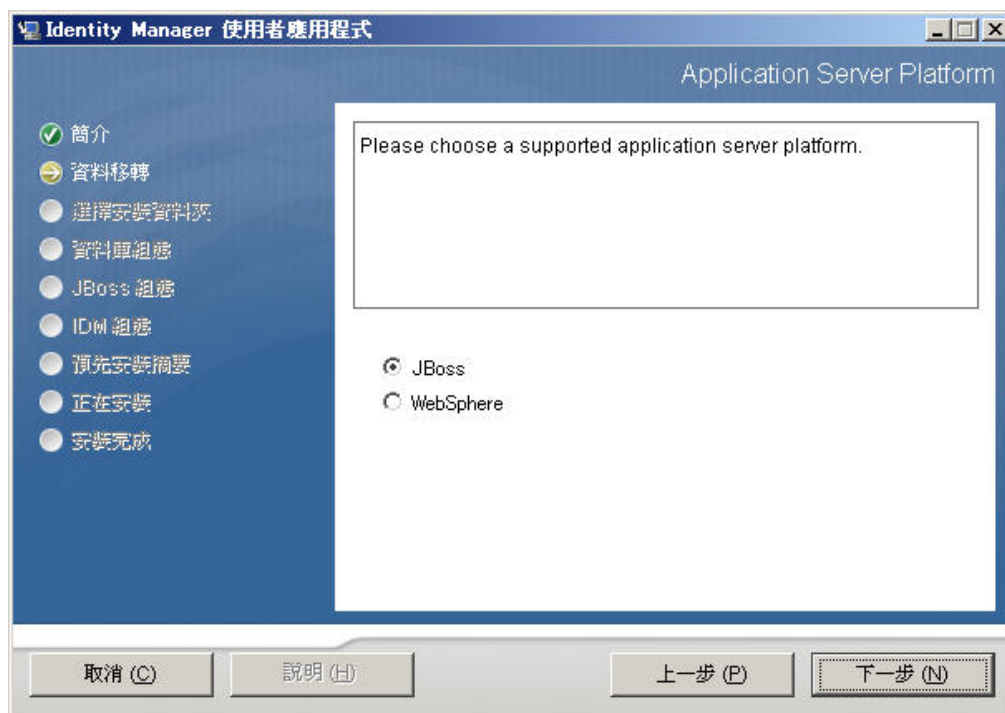 Identity Manager 使用者應用程式
Application Server Platform
簡介
資料移轉
選擇安裝資料夾
資料庫組態
JBoss 組態
IDM 組態
預先安裝摘要
正在安裝
安裝完成
Please choose a supported application server platform.
JBoss
WebSphere
取消 (C)
說明 (H)
上一步 (P)
下一步 (N)